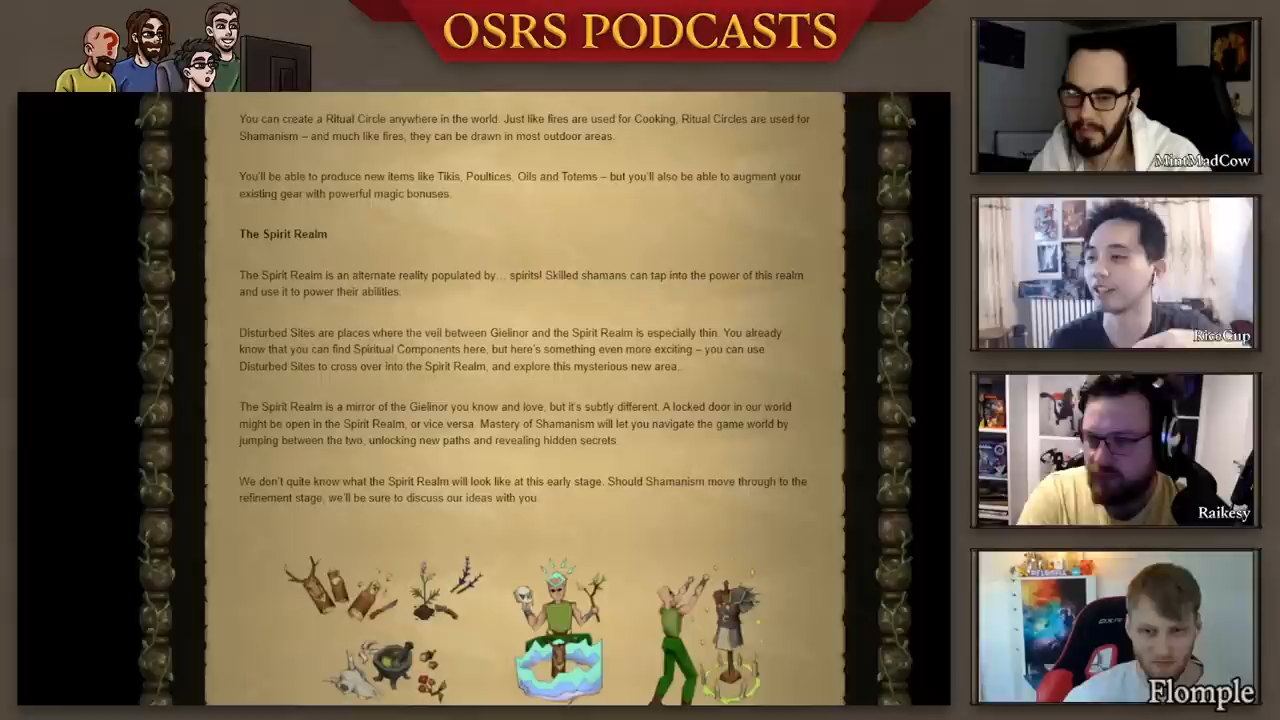 OSRS PODCASTS
You can create a Ritual Circle anywhere in the world. Just like fires are used for Cooking, Ritual Circles are used for
Shamanism – and much like fires, they can be drawn in most outdoor areas.
You'll be able to produce new items like Tikis, Poultices, Oils and Totems – but you'll also be able to augment your
existing gear with powerful magic bonuses.
The Spirit Realm
The Spirit Realm is an alternate reality populated by... spirits! Skilled shamans can tap into the power of this realm
and use it to power their abilities.
Disturbed Sites are places where the veil between Gielinor and the Spirit Realm is especially thin. You already
know that you can find Spiritual Components here, but here's something even more exciting – you can use
Disturbed Sites to cross over into the Spirit Realm, and explore this mysterious new area..
The Spirit Realm is a mirror of the Gielinor you know and love, but it's subtly different. A locked door in our world
might be open in the Spirit Realm, or vice versa. Mastery of Shamanism will let you navigate the game world by
jumping between the two, unlocking new paths and revealing hidden secrets.
We don't quite know what the Spirit Realm will look like at this early stage. Should Shamanism move through to the
refinement stage, we'll be sure to discuss our ideas with you.
MintMadCow
RiceCup
Raikesy
Flomple